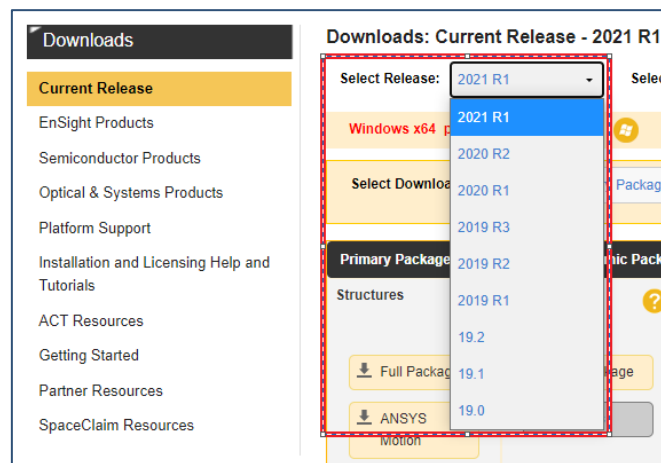 Downloads
Current Release
EnSight Products
Semiconductor Products
Optical & Systems Products
Platform Support
Installation and Licensing Help and
Tutorials
ACT Resources
Getting Started
Partner Resources
SpaceClaim Resources
Downloads: Current Release - 2021 R1
Select Release:
2021 R1
2021 R1
2020 R2
2020 R1
2019 R3
2019 R2
2019 R1
19.2
19.1
19.0
Windows x64
Primary Package
Structures
ANSYS
Motion